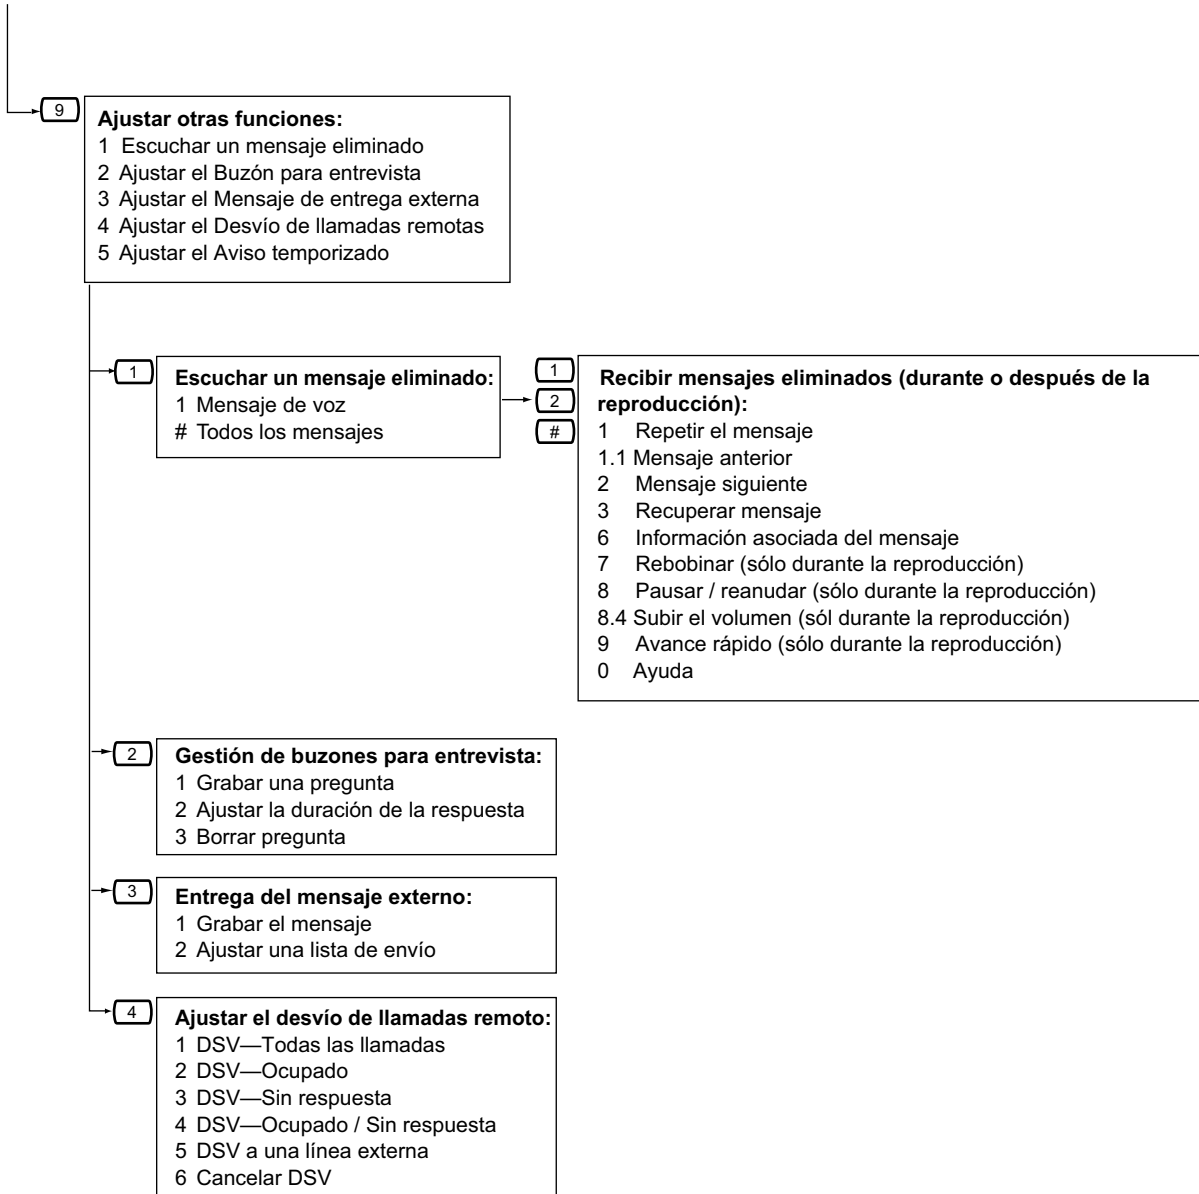 9
Ajustar otras funciones:
1 Escuchar un mensaje eliminado
2 Ajustar el Buzón para entrevista
3 Ajustar el Mensaje de entrega externa
4 Ajustar el Desvío de llamadas remotas
5 Ajustar el Aviso temporizado
1
Escuchar un mensaje eliminado:
1 Mensaje de voz
# Todos los mensajes
1
2
#
Recibir mensajes eliminados (durante o después de la
reproducción):
1 Repetir el mensaje
1.1 Mensaje anterior
2 Mensaje siguiente
3 Recuperar mensaje
6 Información asociada del mensaje
7 Rebobinar (sólo durante la reproducción)
8 Pausar / reanudar (sólo durante la reproducción)
8.4 Subir el volumen (sól durante la reproducción)
9 Avance rápido (sólo durante la reproducción)
0 Ayuda
2
Gestión de buzones para entrevista:
1 Grabar una pregunta
2 Ajustar la duración de la respuesta
3 Borrar pregunta
3
Entrega del mensaje externo:
1 Grabar el mensaje
2 Ajustar una lista de envío
4
Ajustar el desvío de llamadas remoto:
1 DSV—Todas las llamadas
2 DSV—Ocupado
3 DSV—Sin respuesta
4 DSV—Ocupado / Sin respuesta
5 DSV a una línea externa
6 Cancelar DSV